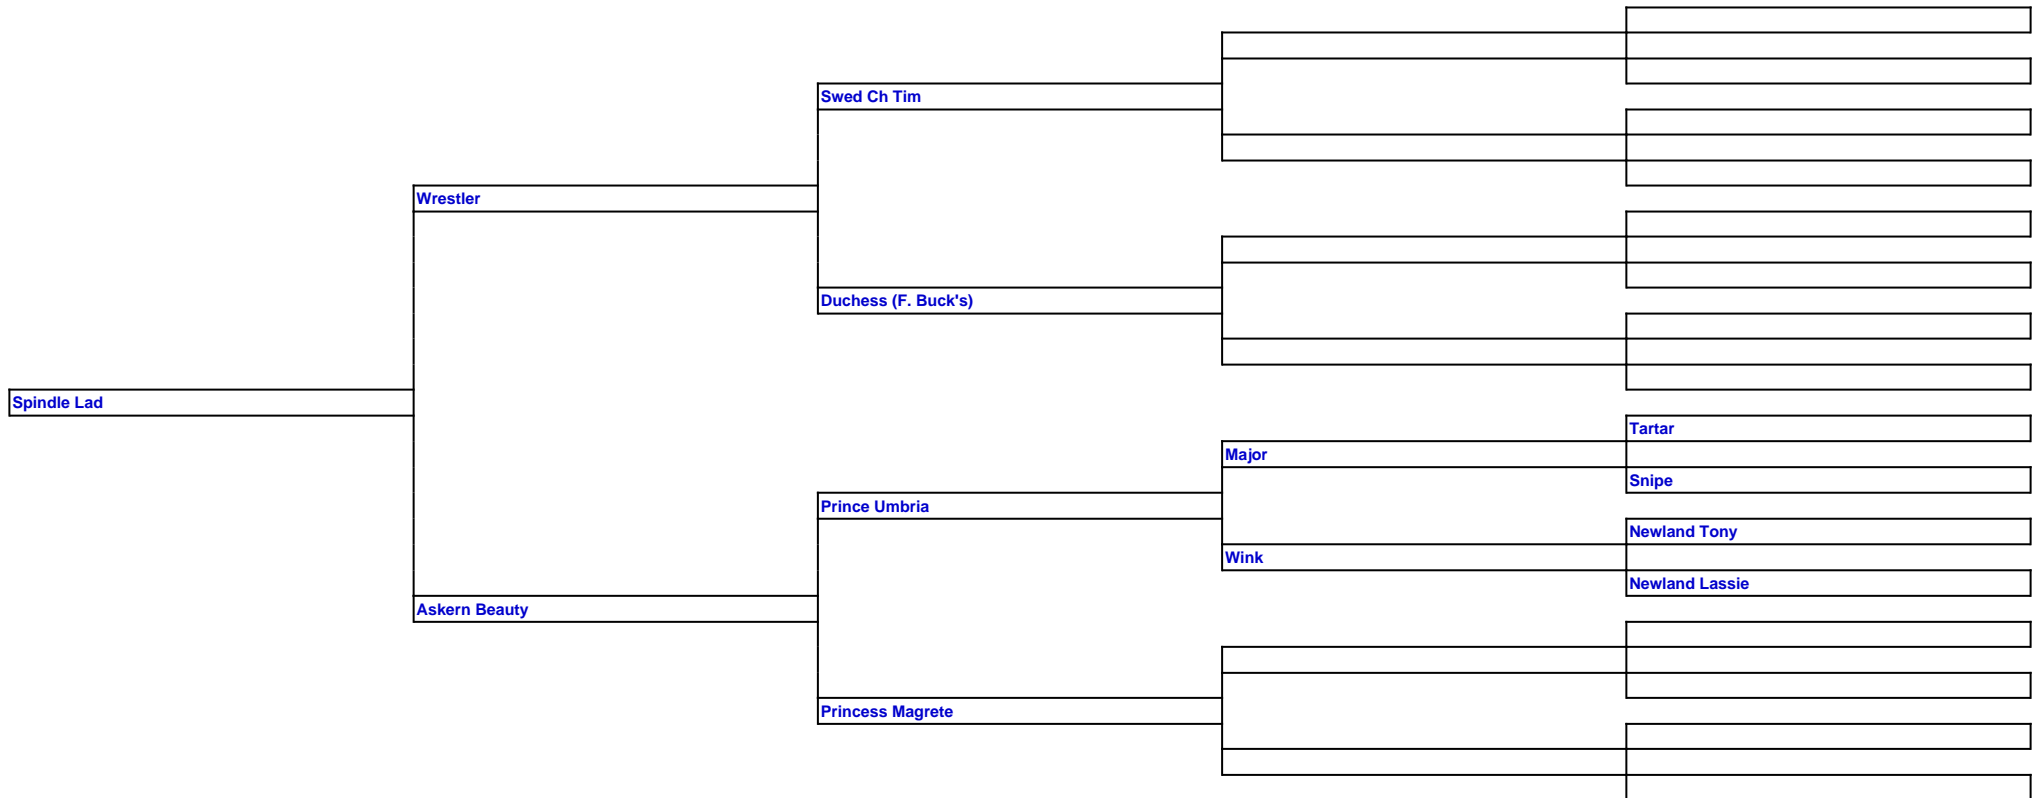 Swed Ch Tim
Wrestler
Duchess (F. Buck's)
Spindle Lad
Tartar
Major
Snipe
Prince Umbria
Newland Tony
Wink
Newland Lassie
Askern Beauty
Princess Magrete